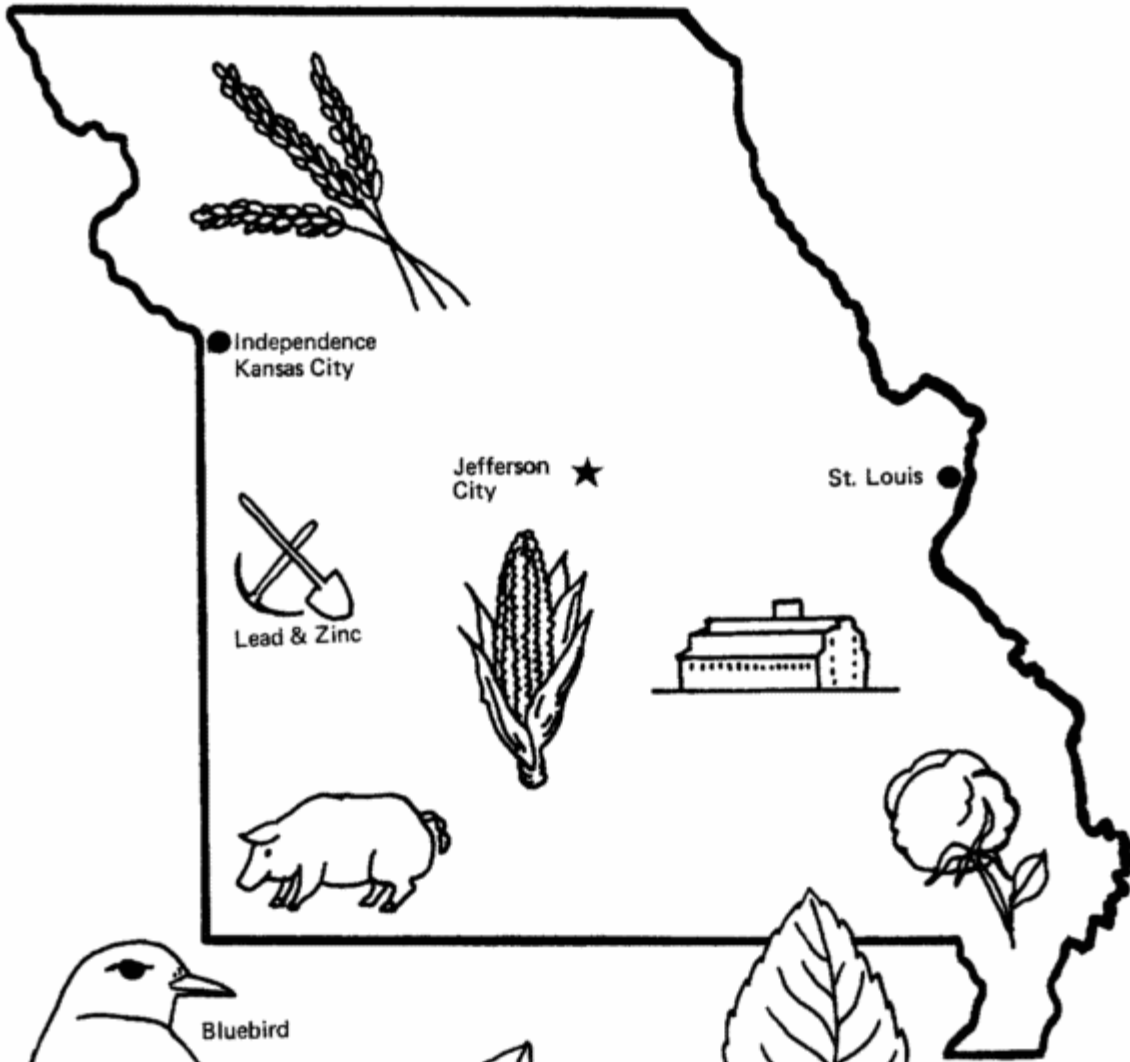 Independence
Kansas City
Jefferson
City
St. Louis
Lead & Zinc
Bluebird